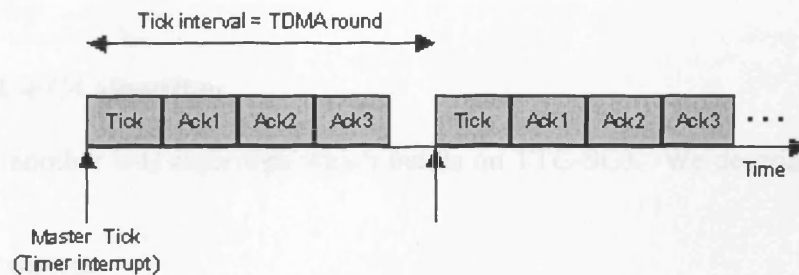 Tick interval = TDMA round
Tick Ack1 Ack2 Ack3 Tick Ack1 Ack2 Ack3 ...
Time
Master Tick
(Timer interrupt)